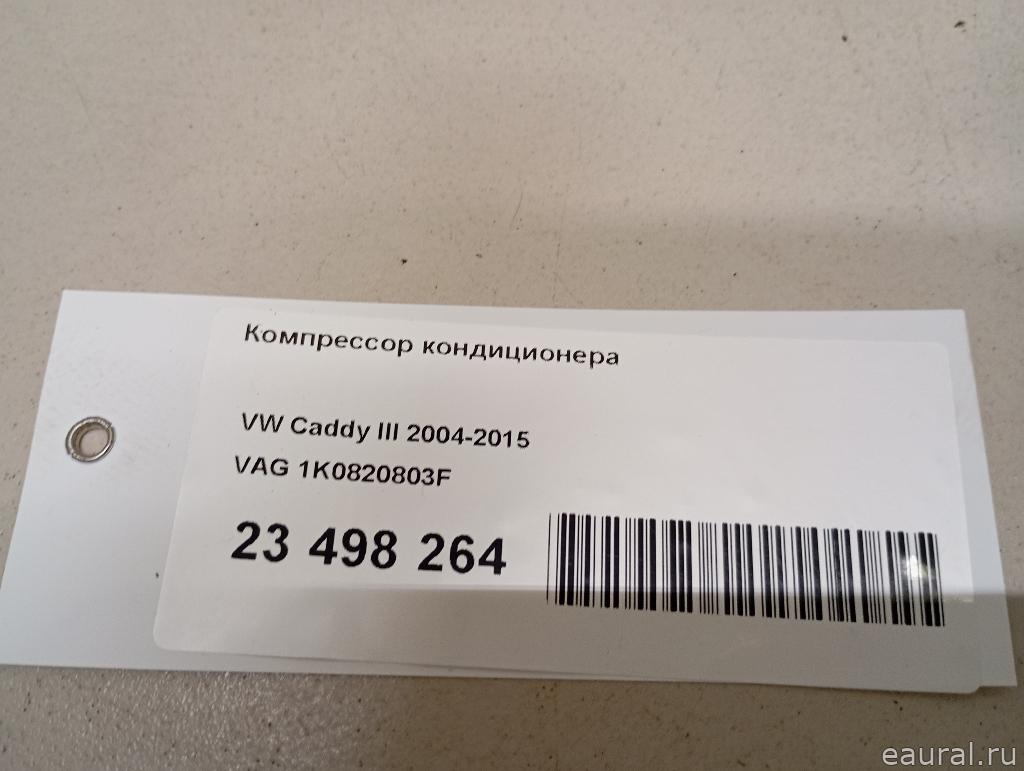 Компрессор кондиционера
VW Caddy III 2004-2015
VAG 1K0820803F
23 498 264
eaural.ru